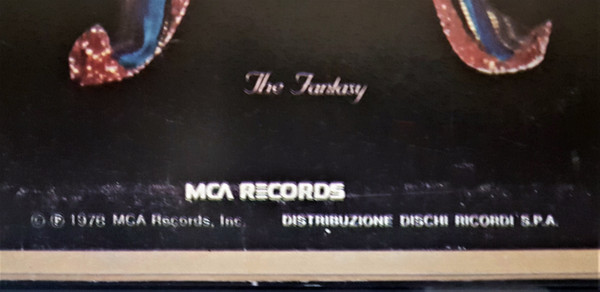 The Fantasy
MCA RECORDS
© ℗ 1978 MCA Records, Inc. DISTRIBUZIONE DISCHI RICORDI S.P.A.